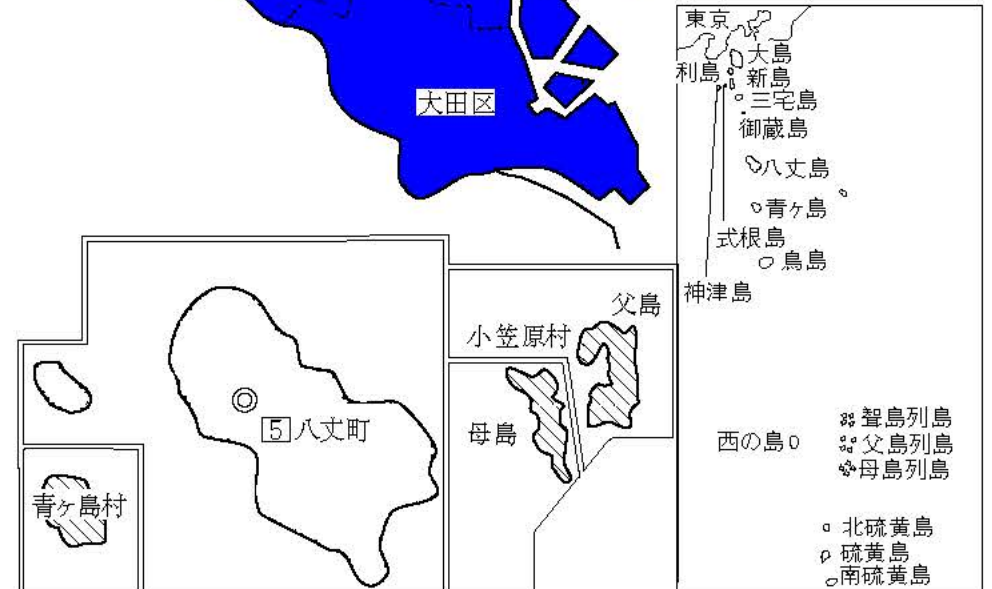 大田区
小笠原村
父島
母島
5 八丈町
青ヶ島村
東京
大島
利島
新島
三宅島
御蔵島
八丈島
青ヶ島
式根島
鳥島
神津島
西の島
聟島列島
父島列島
母島列島
北硫黄島
硫黄島
南硫黄島